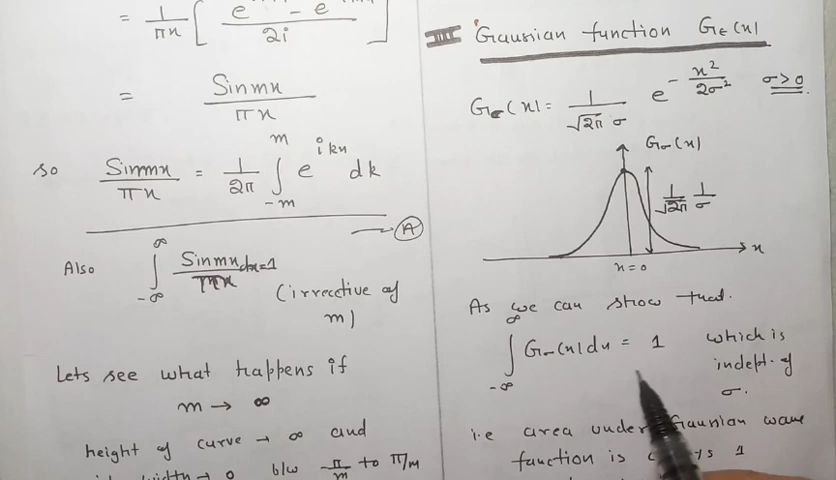 = 1/πx [ e - e / 2i ]
= Sinmx / πx
so Sinmx / πx = 1/2π ∫_{-m}^{m} e^{ikx} dk
A
Also ∫_{-∞}^{∞} Sinmx / πx dx = 1
(irrective of
m)
Lets see what happens if
m → ∞
height of curve → ∞ and
width → 0 b/w -π/m to π/m
III Gaussian function Gσ(x)
Gσ(x) = 1/√2π σ e^{-x²/2σ²} σ>0
Gσ(x)
1/√2π 1/σ
x
x=0
As we can show that.
∫_{-∞}^{∞} Gσ(x)dx = 1 which is
indept. of
σ.
i.e area under Gaussian wave
function is 1